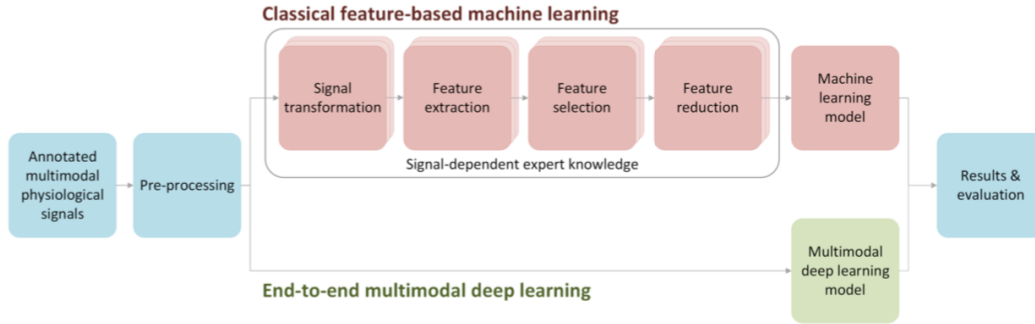 Classical feature-based machine learning
Signal
transformation
Feature
extraction
Feature
selection
Feature
reduction
Signal-dependent expert knowledge
Machine
learning
model
Annotated
multimodal
physiological
signals
Pre-processing
Results &
evaluation
Multimodal
deep learning
model
End-to-end multimodal deep learning